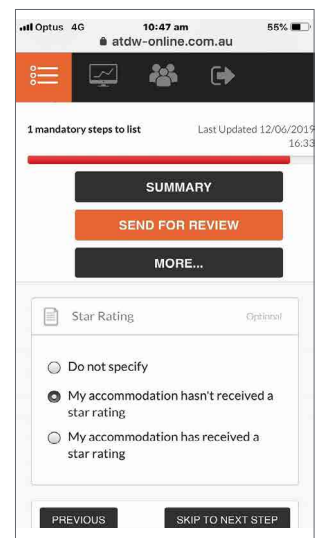 Optus 4G 10:47 am 55%
atdw-online.com.au
1 mandatory steps to list Last Updated 12/06/2019
16:33
SUMMARY
SEND FOR REVIEW
MORE...
Star Rating Optional
Do not specify
My accommodation hasn't received a
star rating
My accommodation has received a
star rating
PREVIOUS SKIP TO NEXT STEP